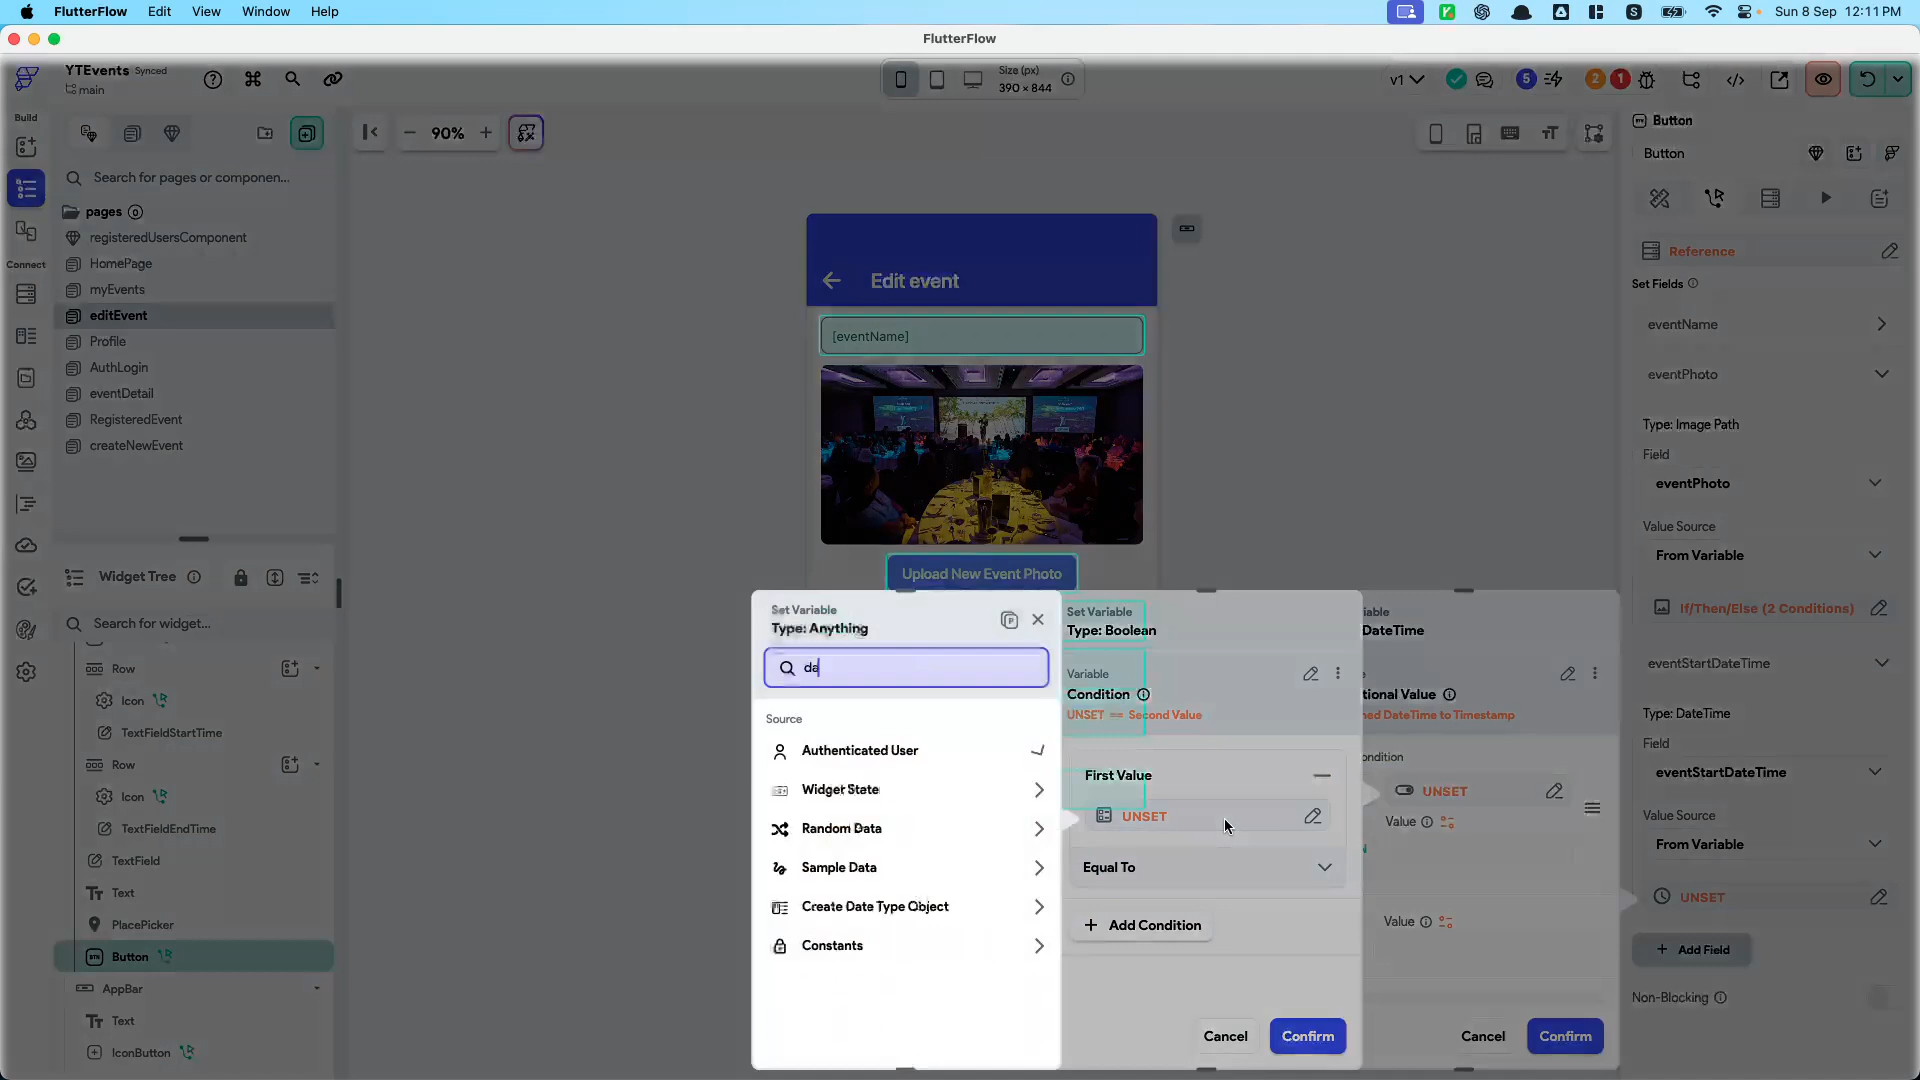 FlutterFlow Edit View Window Help
Sun 8 Sep 12:11 PM
FlutterFlow
YTEvents Synced
main
Size (px)
390 × 844
v1
5
2
1
Build
Connect
90%
Search for pages or componen...
pages 0
registeredUsersComponent
HomePage
myEvents
editEvent
Profile
AuthLogin
eventDetail
RegisteredEvent
createNewEvent
Widget Tree
Search for widget...
Row
Icon
TextFieldStartTime
Row
Icon
TextFieldEndTime
TextField
Text
PlacePicker
Button
AppBar
Text
IconButton
Edit event
[eventName]
Upload New Event Photo
Set Variable
Type: Anything
da
Source
Authenticated User
Widget State
Random Data
Sample Data
Create Date Type Object
Constants
Set Variable
Type: Boolean
Variable
Condition
UNSET == Second Value
First Value
UNSET
Equal To
Add Condition
Cancel
Confirm
iable
DateTime
tional Value
ned DateTime to Timestamp
ondition
UNSET
Value
Value
Cancel
Confirm
Button
Button
Reference
Set Fields
eventName
eventPhoto
Type: Image Path
Field
eventPhoto
Value Source
From Variable
If/Then/Else (2 Conditions)
eventStartDateTime
Type: DateTime
Field
eventStartDateTime
Value Source
From Variable
UNSET
Add Field
Non-Blocking